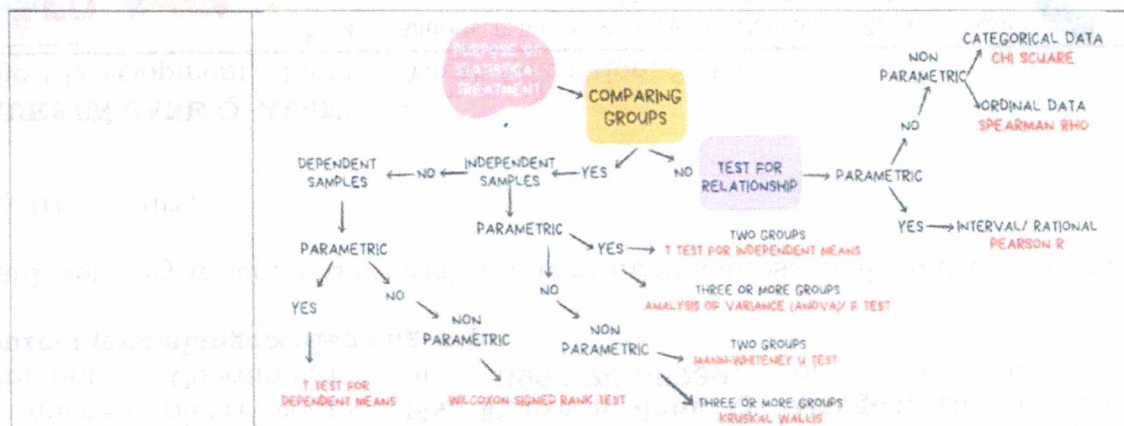 PURPOSE OF
STATISTICAL
TREATMENT
COMPARING
GROUPS
YES
NO
TEST FOR
RELATIONSHIP
PARAMETRIC
NO
NON
PARAMETRIC
CATEGORICAL DATA
CHI SCUARE
ORDINAL DATA
SPEARMAN RHO
YES
INTERVAL/ RATIONAL
PEARSON R
INDEPENDENT
SAMPLES
NO
DEPENDENT
SAMPLES
PARAMETRIC
YES
T TEST FOR
DEPENDENT MEANS
NO
NON
PARAMETRIC
WILCOXON SIGNED RANK TEST
PARAMETRIC
YES
TWO GROUPS
T TEST FOR INDEPENDENT MEANS
THREE OR MORE GROUPS
ANALYSIS OF VARIANCE (ANOVA)/ F TEST
NO
NON
PARAMETRIC
TWO GROUPS
MANN-WHITENEY U TEST
THREE OR MORE GROUPS
KRUSKAL WALLIS